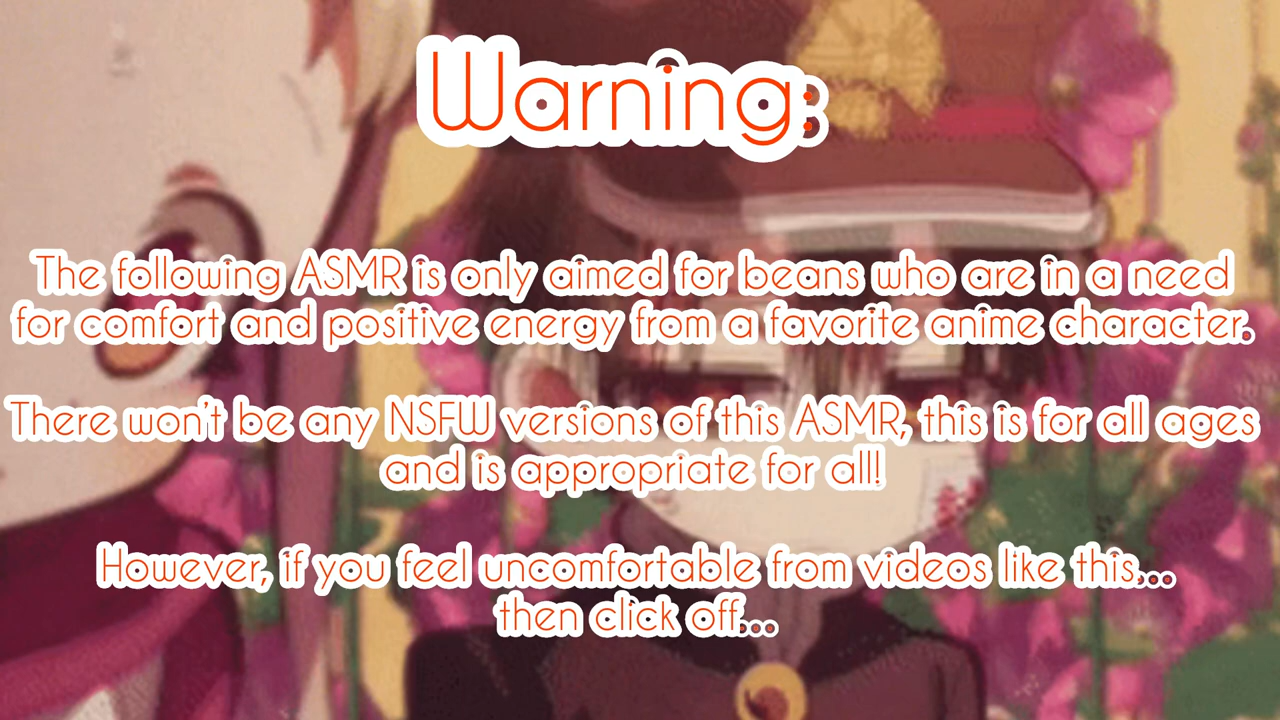 Warning:
The following ASMR is only aimed for beans who are in a need
for comfort and positive energy from a favorite anime character.
There won't be any NSFW versions of this ASMR, this is for all ages
and is appropriate for all!
However, if you feel uncomfortable from videos like this...
then click off...